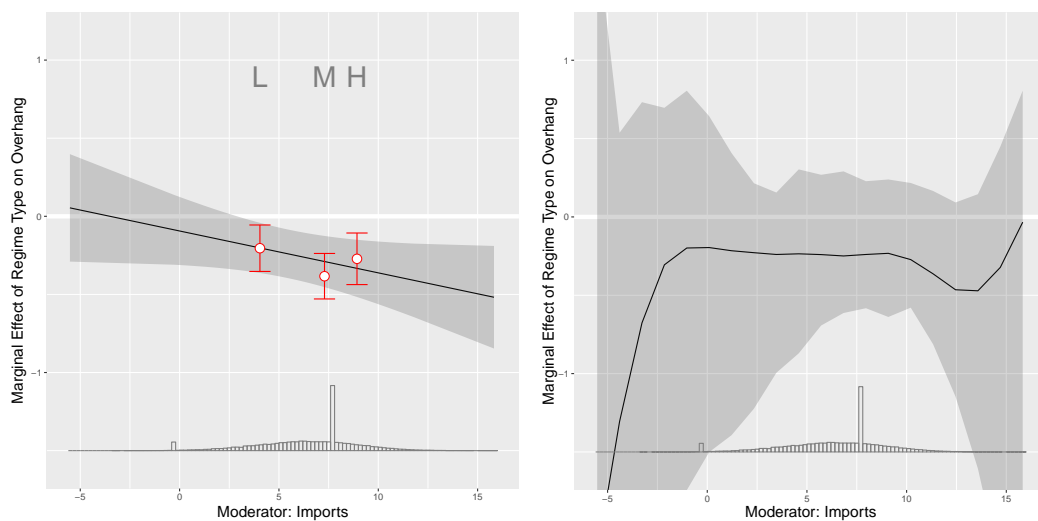 Marginal Effect of Regime Type on Overhang
1
0
−1
L M H
−5 0 5 10 15
Moderator: Imports
Marginal Effect of Regime Type on Overhang
1
0
−1
−5 0 5 10 15
Moderator: Imports